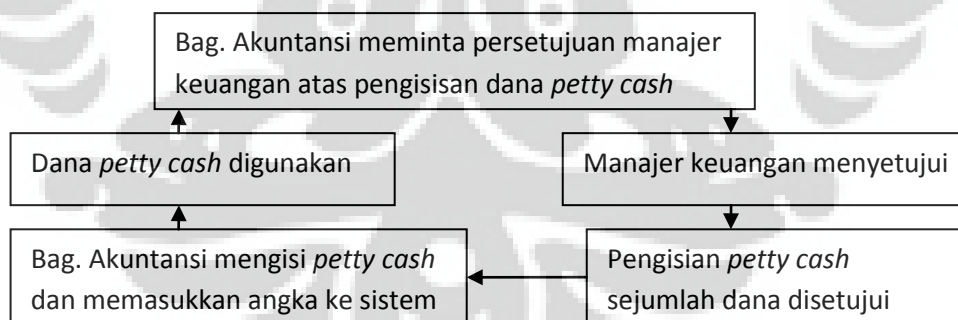 Bag. Akuntansi meminta persetujuan manajer
keuangan atas pengisisan dana petty cash
Dana petty cash digunakan
Manajer keuangan menyetujui
Bag. Akuntansi mengisi petty cash
dan memasukkan angka ke sistem
Pengisian petty cash
sejumlah dana disetujui